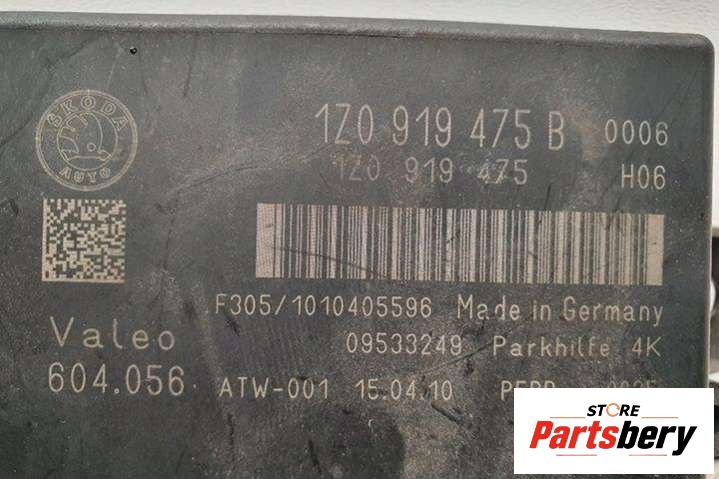 ŠKODA
AUTO
1Z0 919 475 B 0006
1Z0 919 475 H06
F305/1010405596 Made in Germany
Valeo 09533249 Parkhilfe 4K
604.056 ATW-001 15.04.10
STORE
Partsbery